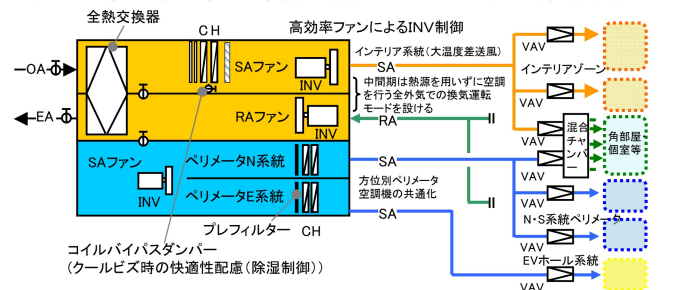 全熱交換器
CH
高効率ファンによるINV制御
OA
SAファン
INV
インテリア系統(大温度差送風)
SA
VAV
インテリアゾーン
中間期は熱源を用いずに空調
を行う全外気での換気運転
モードを設ける
VAV
EA
RAファン
INV
RA
VAV
混合
チャ
ンバ
ー
角部屋
個室等
SAファン
INV
ペリメータN系統
SA
VAV
ペリメータE系統
方位別ペリメータ
空調機の共通化
VAV
SA
N・S系統ペリメータ
VAV
プレフィルター
CH
コイルバイパスダンパー
(クールビズ時の快適性配慮(除湿制御))
EVホール系統
VAV